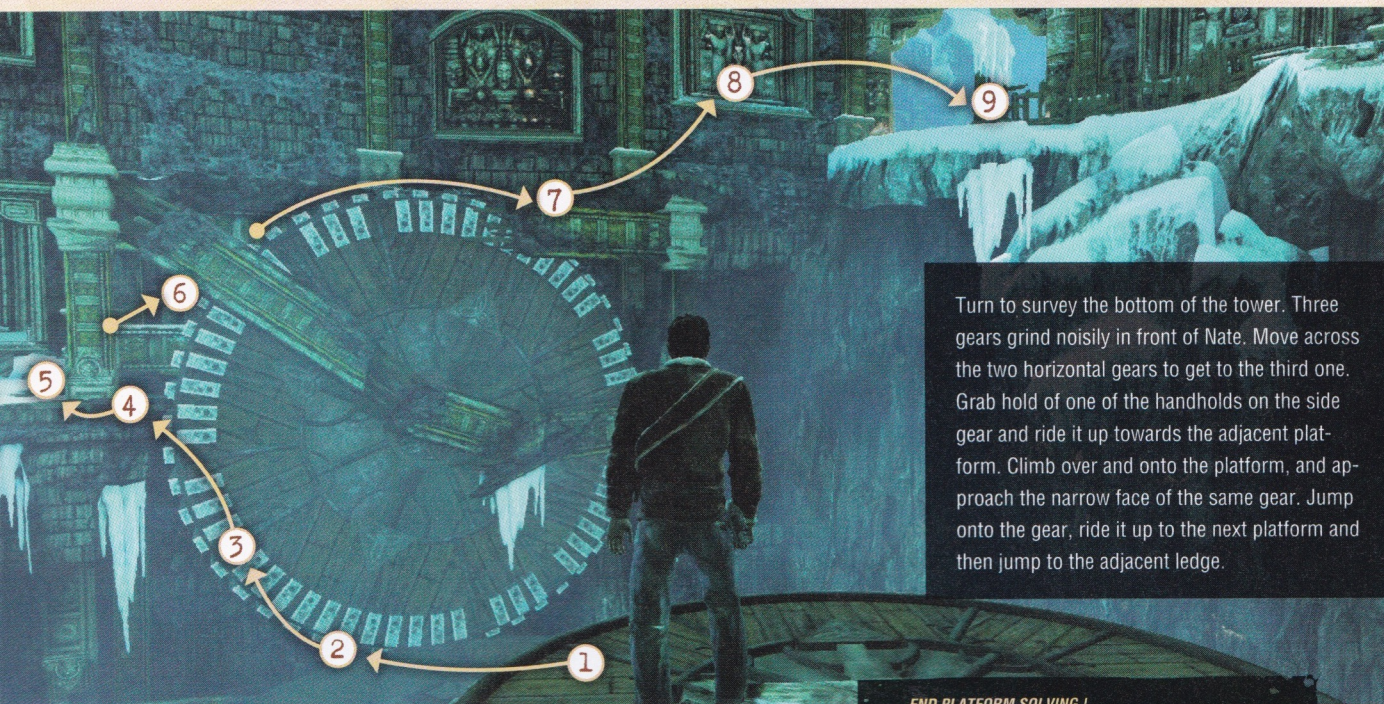 8
9
7
6
5
4
3
2
1
Turn to survey the bottom of the tower. Three
gears grind noisily in front of Nate. Move across
the two horizontal gears to get to the third one.
Grab hold of one of the handholds on the side
gear and ride it up towards the adjacent plat-
form. Climb over and onto the platform, and ap-
proach the narrow face of the same gear. Jump
onto the gear, ride it up to the next platform and
then jump to the adjacent ledge.
END PLATFORM SOLVING!